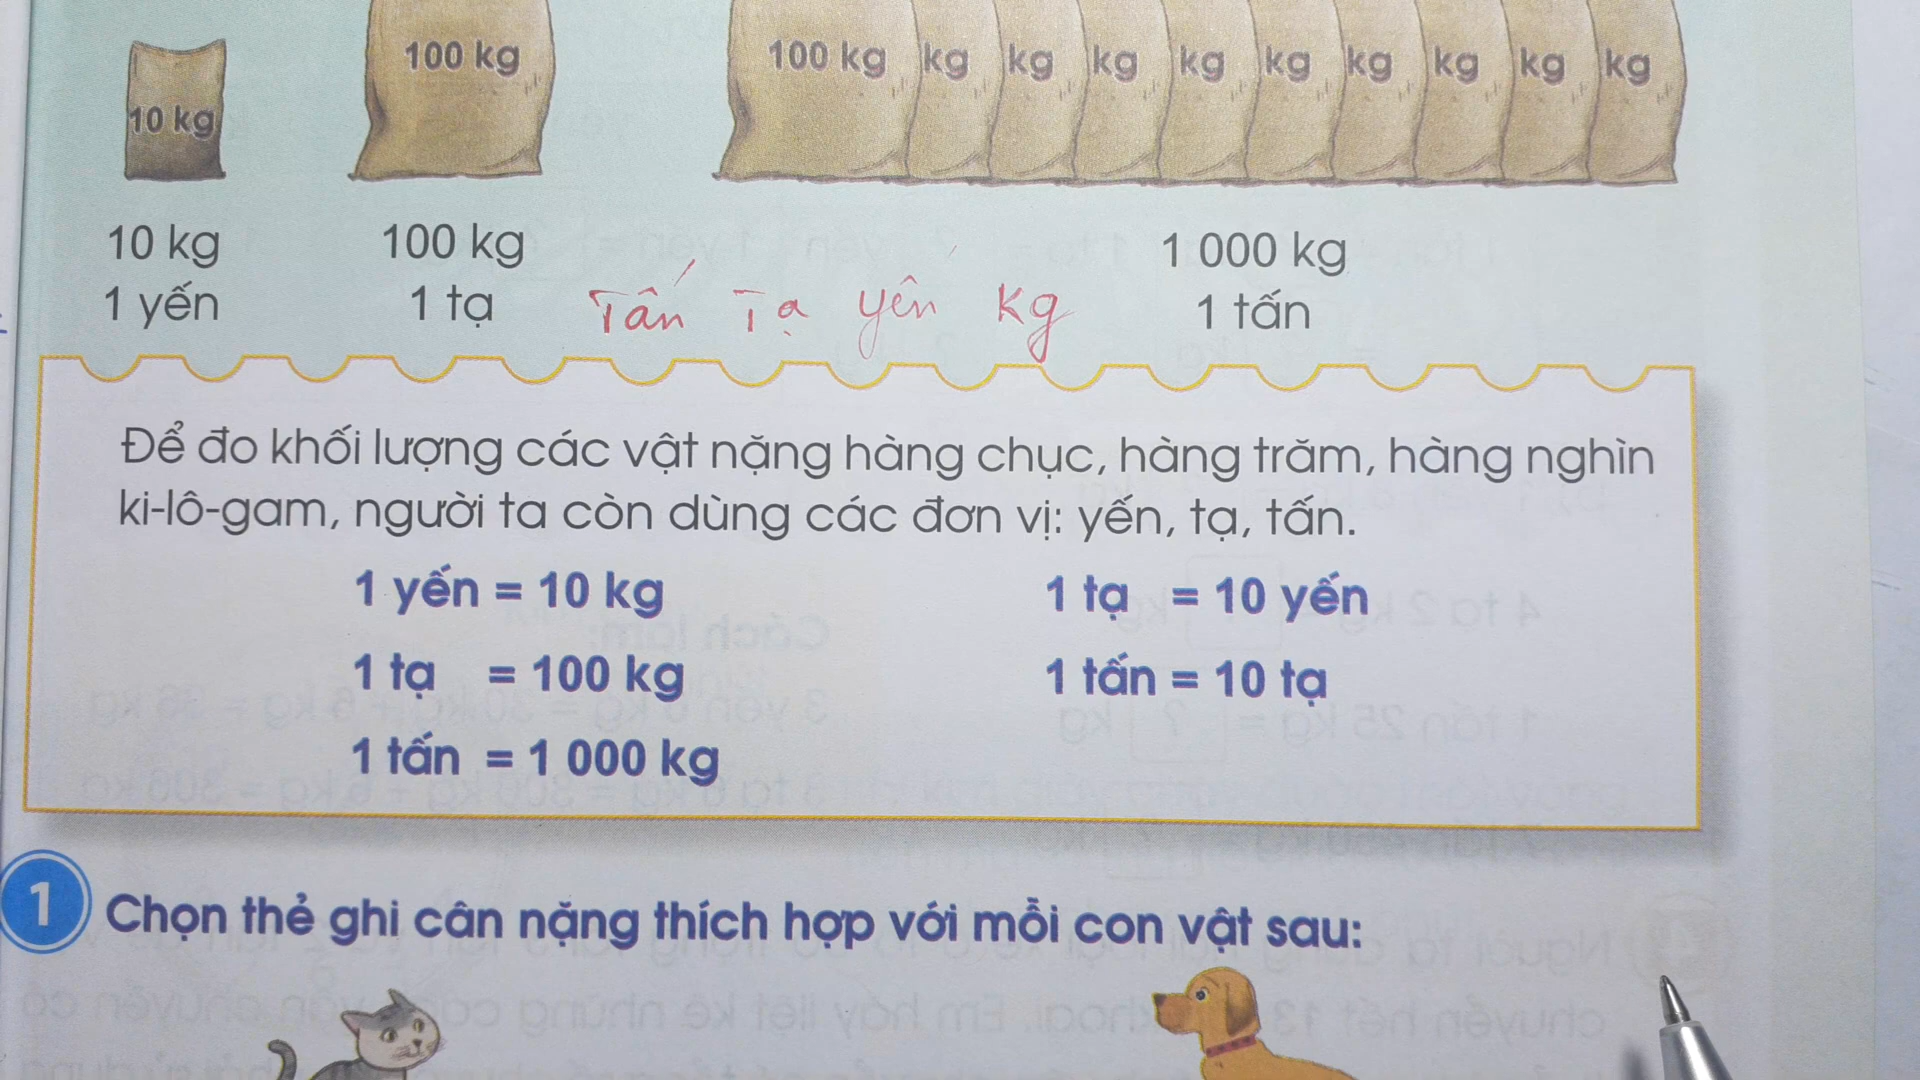 10 kg
100 kg
100 kg kg kg kg kg kg kg kg kg kg
10 kg
1 yến
100 kg
1 tạ
Tấn Tạ yến kg
1 000 kg
1 tấn
Để đo khối lượng các vật nặng hàng chục, hàng trăm, hàng nghìn
ki-lô-gam, người ta còn dùng các đơn vị: yến, tạ, tấn.
1 yến = 10 kg
1 tạ = 10 yến
1 tạ = 100 kg
1 tấn = 10 tạ
1 tấn = 1 000 kg
1 Chọn thẻ ghi cân nặng thích hợp với mỗi con vật sau: